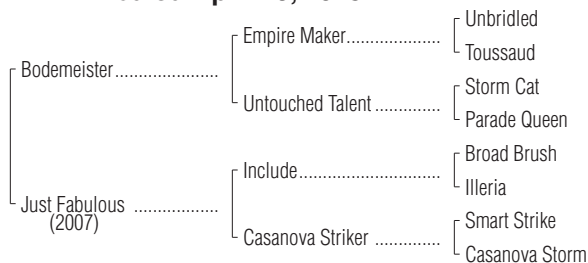 Unbridled
Empire Maker....................
Toussaud
Bodemeister.........................
Storm Cat
Untouched Talent ................
Parade Queen
Broad Brush
Include................................
Illeria
Just Fabulous .....................
(2007)
Smart Strike
Casanova Striker ................
Casanova Storm